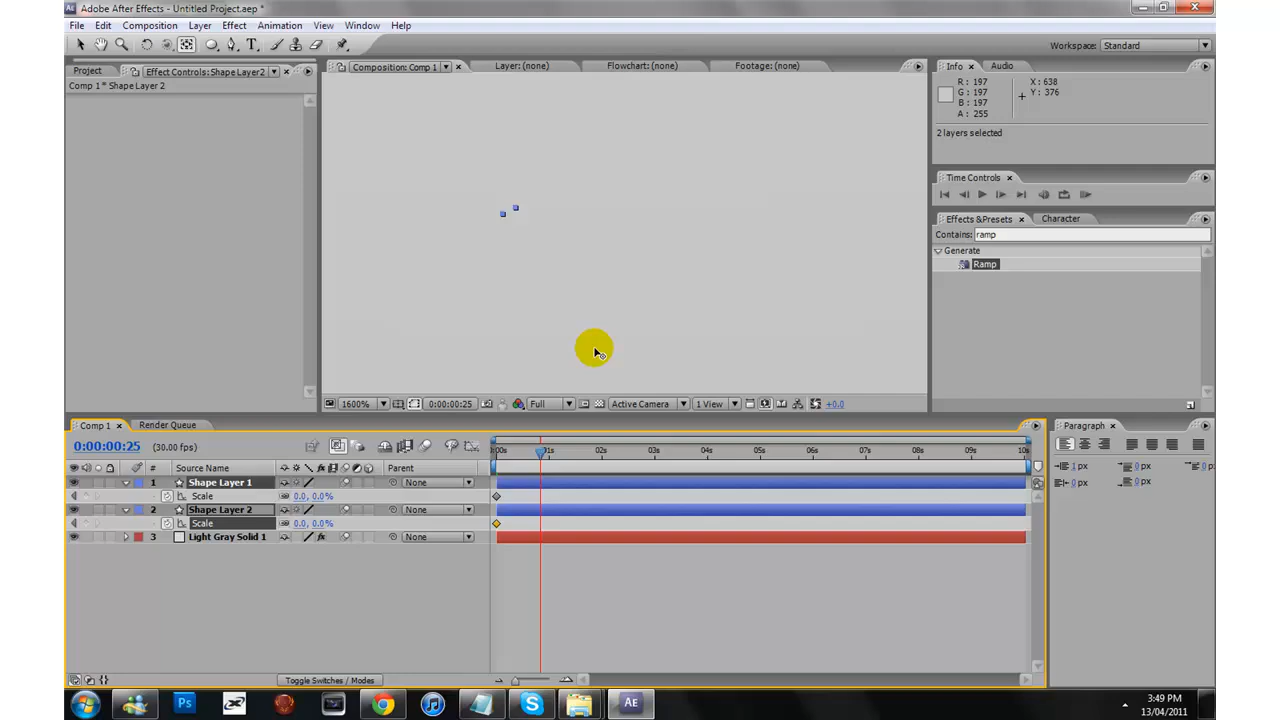 Adobe After Effects - Untitled Project.aep *
File Edit Composition Layer Effect Animation View Window Help
Workspace: Standard
Project Effect Controls: Shape Layer 2
Comp 1 * Shape Layer 2
Composition: Comp 1 Layer: (none) Flowchart: (none) Footage: (none)
Info Audio
R: 197 X: 638
G: 197 Y: 376
B: 197
A: 255
2 layers selected
Time Controls
Effects & Presets Character
Contains: ramp
Generate
Ramp
1600% 0:00:00:25 Full Active Camera 1 View +0.0
Comp 1 Render Queue
0:00:00:25 (30.00 fps)
:00s 01s 02s 03s 04s 05s 06s 07s 08s 09s 10s
# Source Name Parent
1 Shape Layer 1 None
Scale 0.0, 0.0%
2 Shape Layer 2 None
Scale 0.0, 0.0%
3 Light Gray Solid 1 None
Toggle Switches / Modes
Paragraph
1 px 0 px 0 px
0 px 0 px
Ps S AE
3:49 PM
13/04/2011